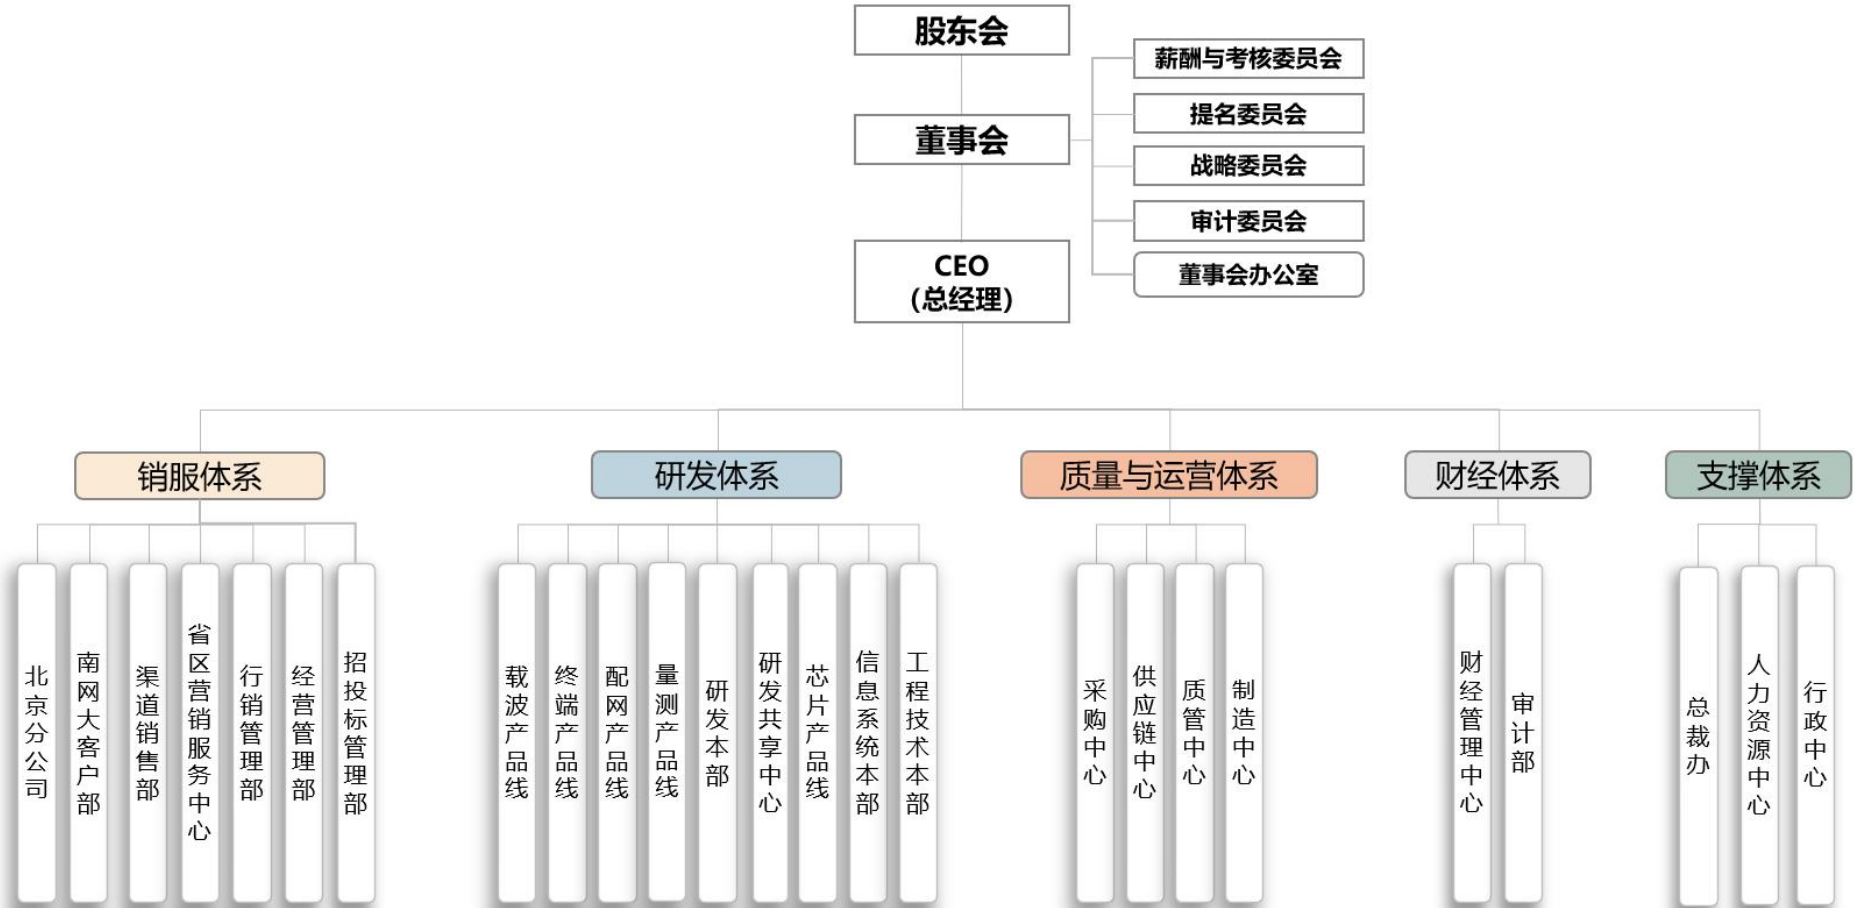 股东会
董事会
CEO
（总经理）
薪酬与考核委员会
提名委员会
战略委员会
审计委员会
董事会办公室
销服体系
研发体系
质量与运营体系
财经体系
支撑体系
北京分公司
南网大客户部
渠道销售部
省区营销服务中心
行销管理部
经营管理部
招投标管理部
载波产品线
终端产品线
配网产品线
量测产品线
研发本部
研发共享中心
芯片产品线
信息系统本部
工程技术本部
采购中心
供应链中心
质管中心
制造中心
财经管理中心
审计部
总裁办
人力资源中心
行政中心